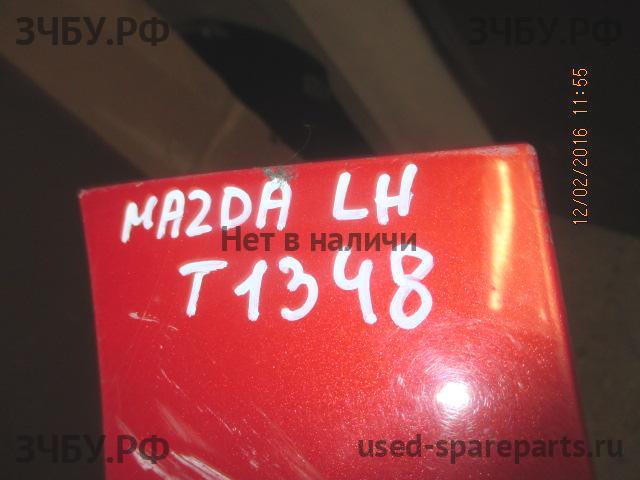 ЗЧБУ.РФ
ЗЧБУ.РФ
12/02/2016 11:55
MAZDA LH
Нет в наличи
T1348
ЗЧБУ.РФ
used-spareparts.ru